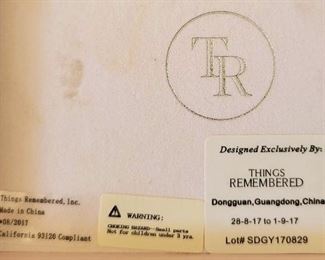 TR
Things Remembered, Inc.
Made in China
*08/2017
California 93120 Compliant
WARNING:
CHOKING HAZARD--Small parts
Not for children under 3 yrs.
Designed Exclusively By:
THINGS
REMEMBERED
Dongguan,Guangdong,China
28-8-17 to 1-9-17
Lot# SDGY170829